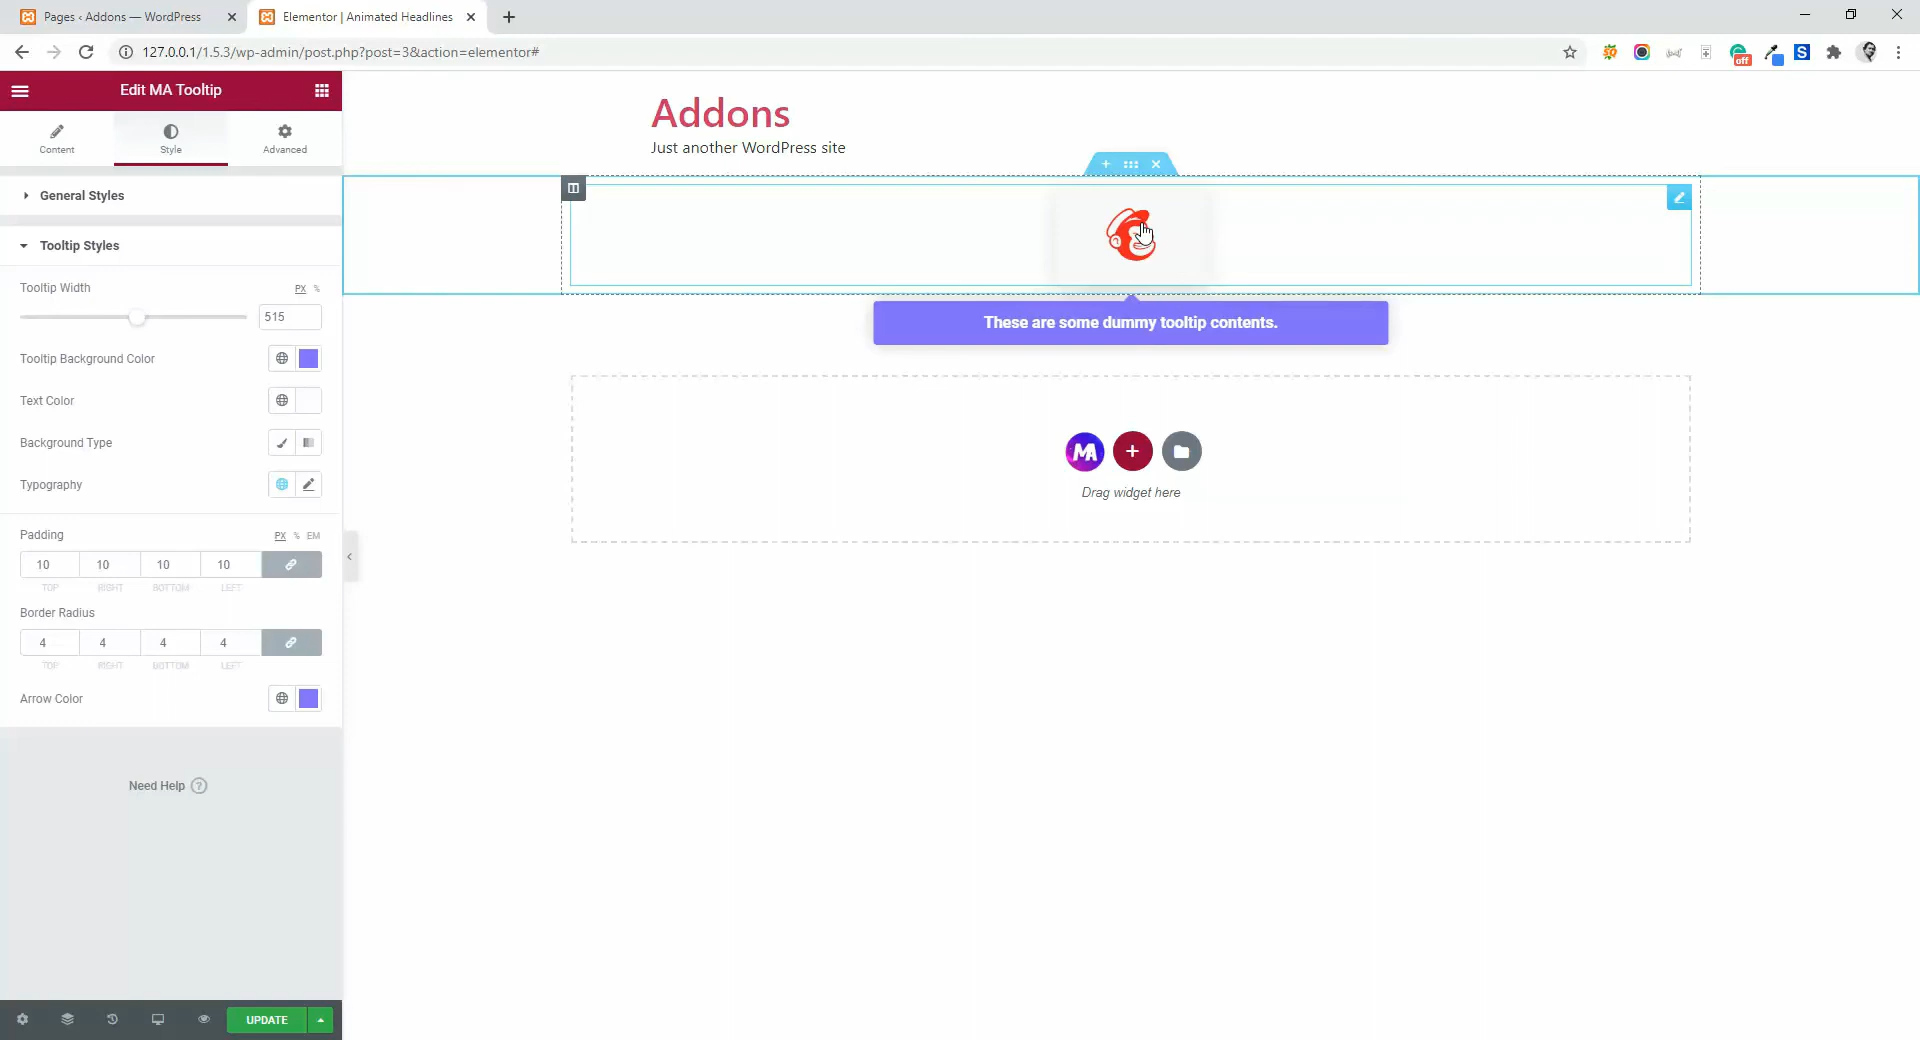 Pages ‹ Addons — WordPress
Elementor | Animated Headlines
127.0.0.1/1.5.3/wp-admin/post.php?post=3&action=elementor#
off
S
Edit MA Tooltip
Content
Style
Advanced
General Styles
Tooltip Styles
Tooltip Width
PX %
515
Tooltip Background Color
Text Color
Background Type
Typography
Padding
PX % EM
10 10 10 10
TOP RIGHT BOTTOM LEFT
Border Radius
4 4 4 4
TOP RIGHT BOTTOM LEFT
Arrow Color
Need Help ?
UPDATE
Addons
Just another WordPress site
These are some dummy tooltip contents.
MA
Drag widget here